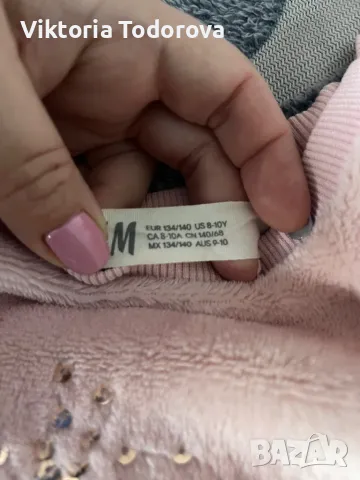 Viktoria Todorova
M
EUR 134/140 US 8-10Y
CA 8-10A CN 140/68
MX 134/140 AUS 9-10
BAZAR